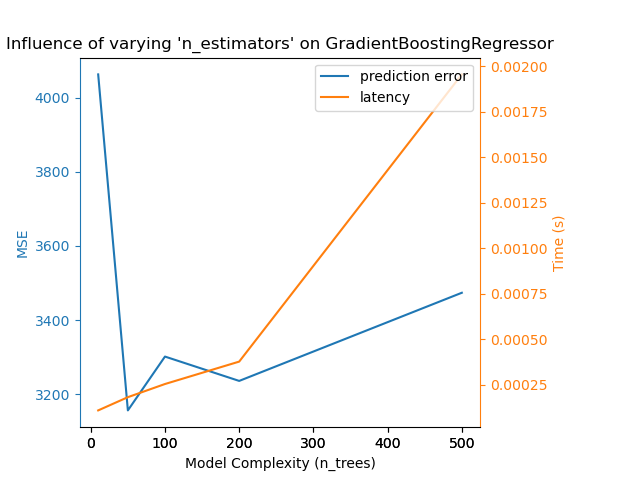 Influence of varying 'n_estimators' on GradientBoostingRegressor
prediction error
latency
4000
3800
3600
3400
3200
MSE
0.00200
0.00175
0.00150
0.00125
0.00100
0.00075
0.00050
0.00025
Time (s)
0 100 200 300 400 500
Model Complexity (n_trees)